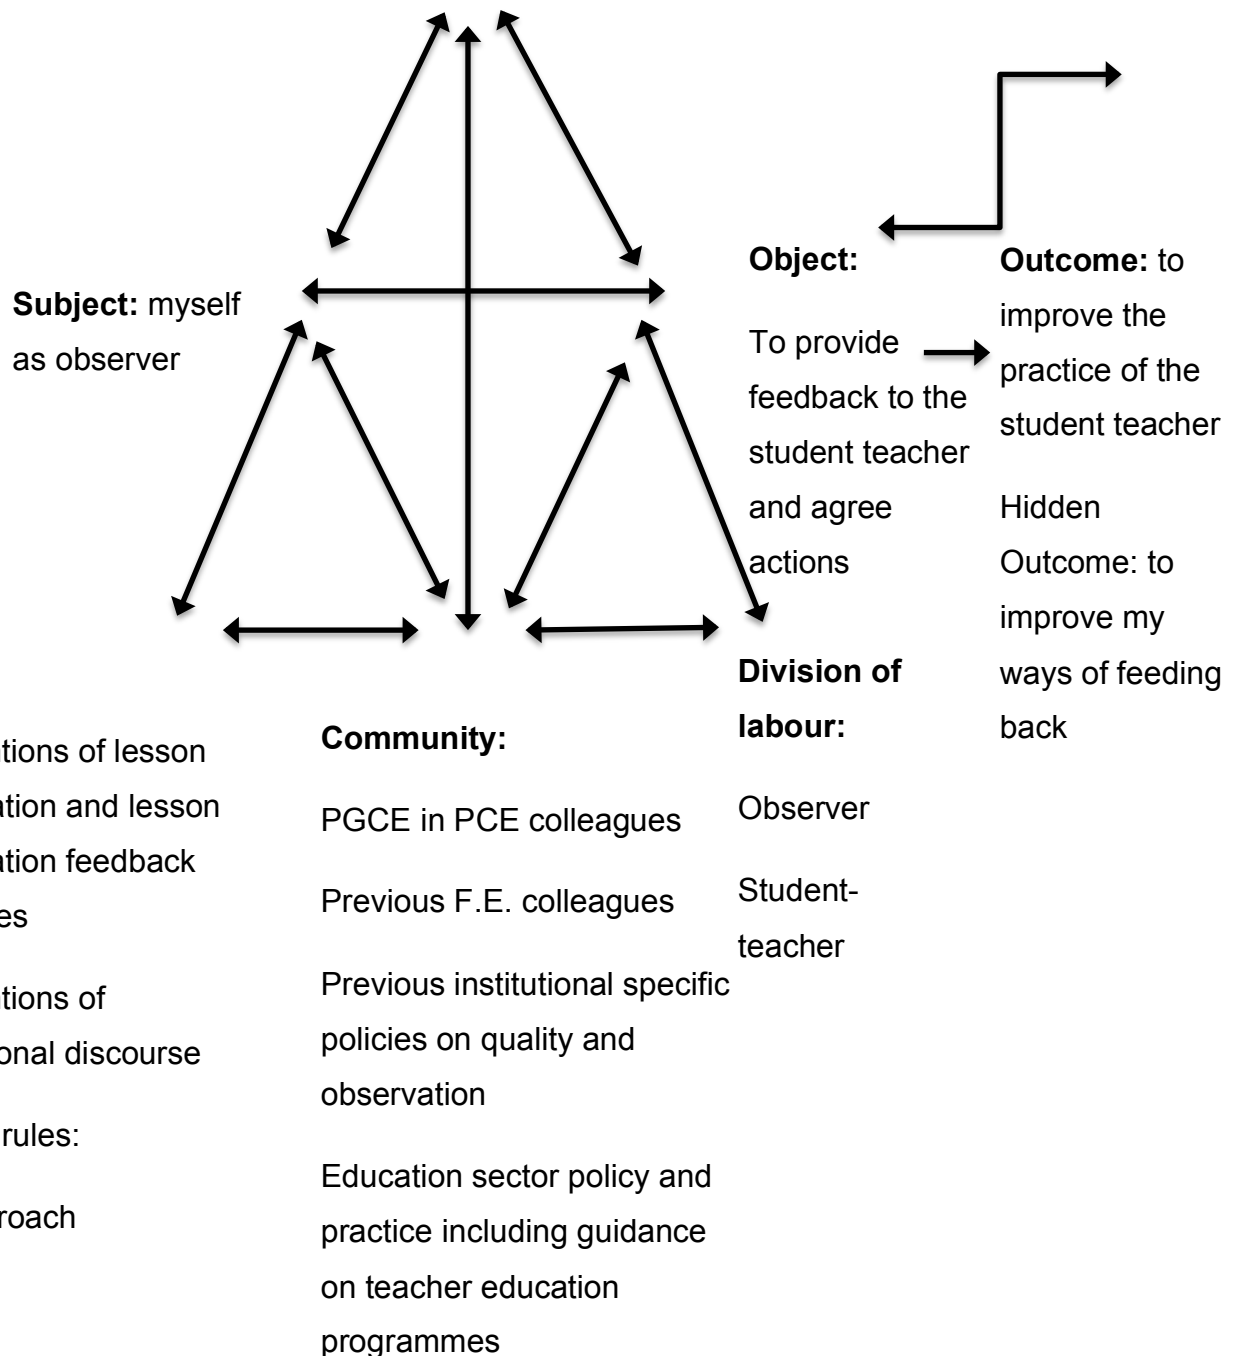 Subject: myself
as observer
Object:
To provide
feedback to the
student teacher
and agree
actions
Outcome: to
improve the
practice of the
student teacher
Hidden
Outcome: to
improve my
ways of feeding
back
Division of
labour:
Observer
Student-
teacher
Community:
PGCE in PCE colleagues
Previous F.E. colleagues
Previous institutional specific
policies on quality and
observation
Education sector policy and
practice including guidance
on teacher education
programmes
tions of lesson
ation and lesson
ation feedback
es
tions of
onal discourse
rules:
roach